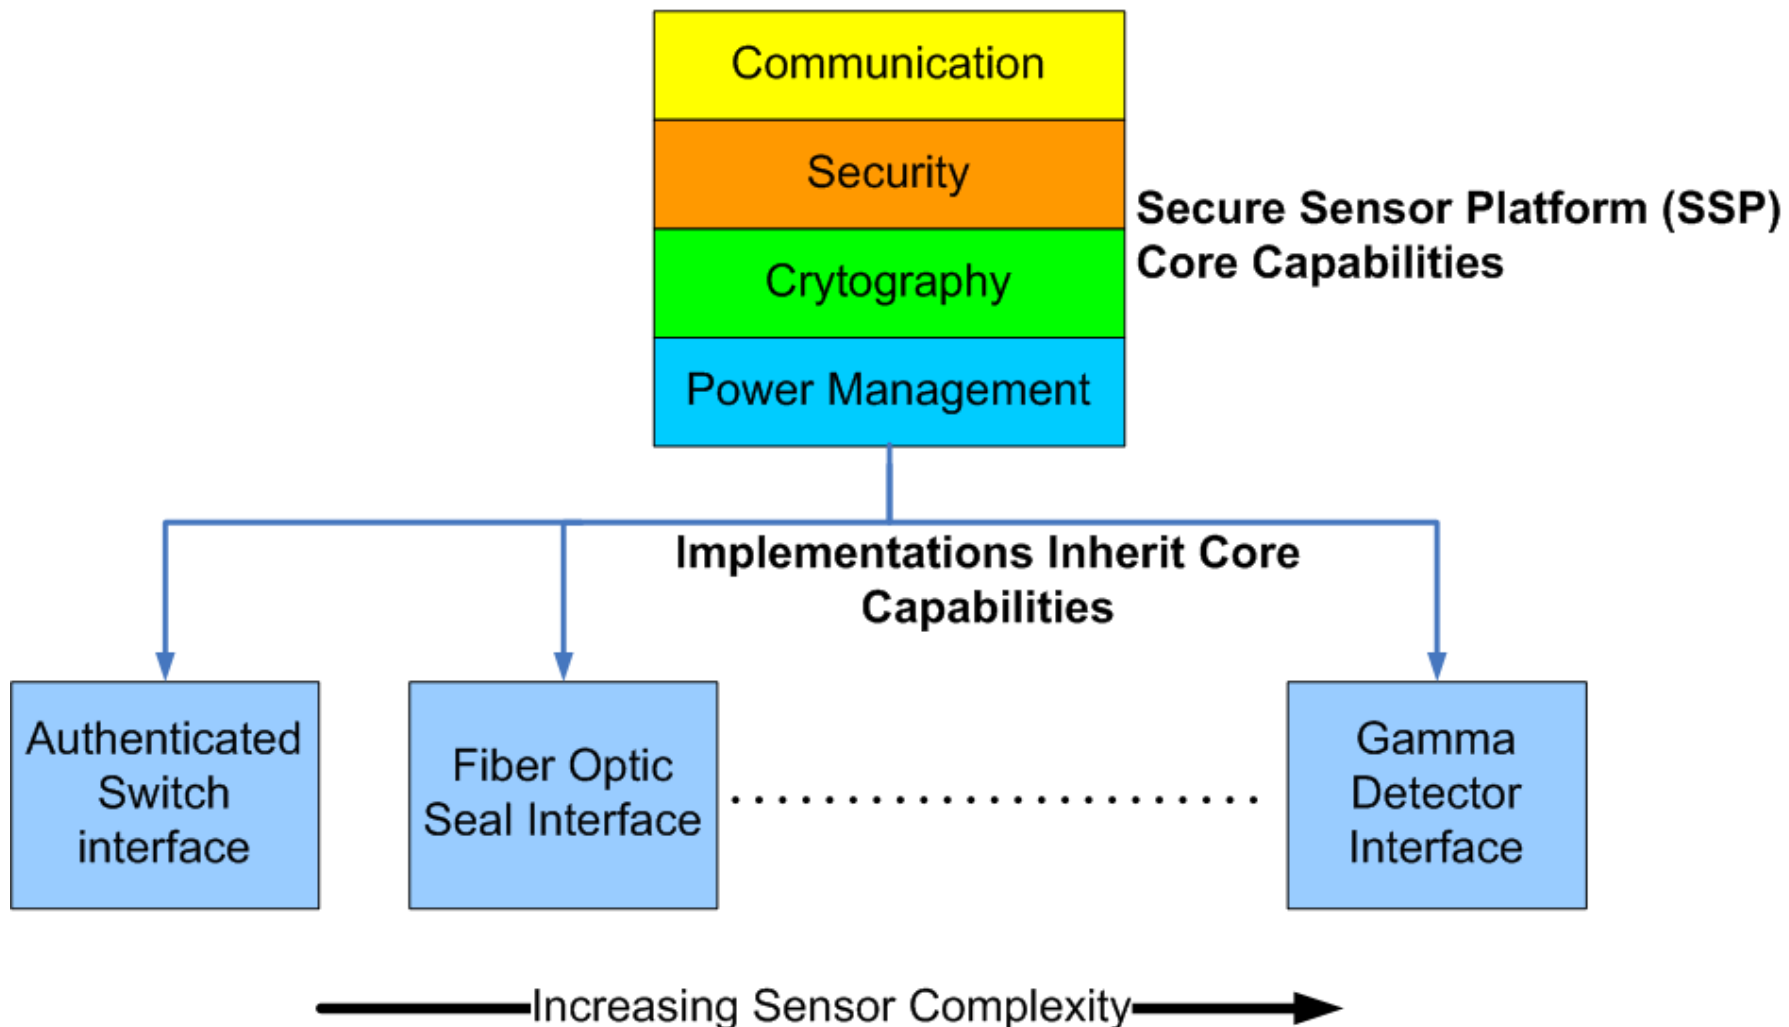 Communication
Security
Secure Sensor Platform (SSP)
Core Capabilities
Crytography
Power Management
Implementations Inherit Core
Capabilities
Authenticated
Switch
interface
Fiber Optic
Seal Interface
Gamma
Detector
Interface
Increasing Sensor Complexity